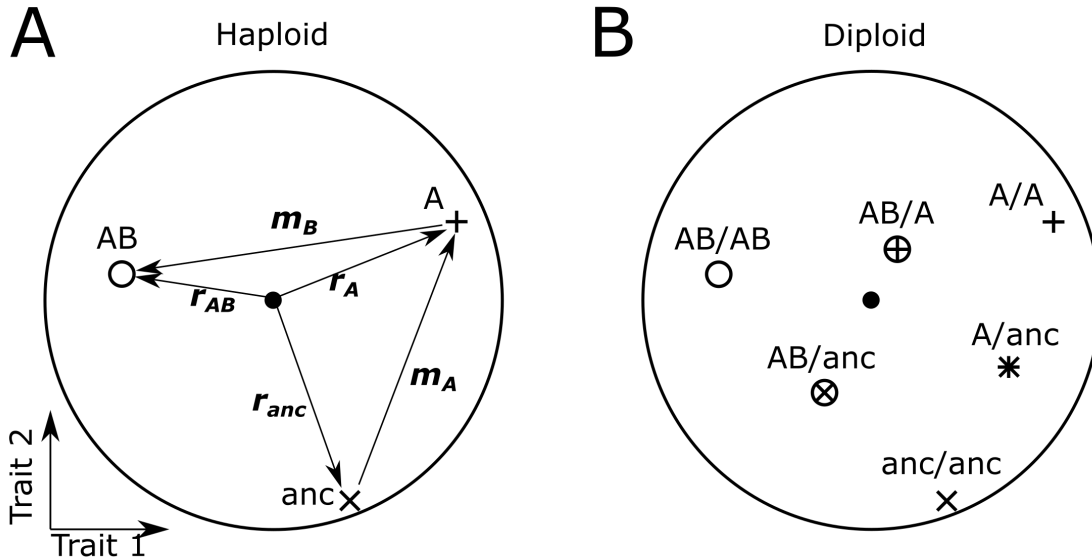 A
Haploid
A
m_B
AB
r_A
r_AB
m_A
r_anc
anc
Trait 2
Trait 1
B
Diploid
A/A
AB/A
AB/AB
A/anc
AB/anc
anc/anc